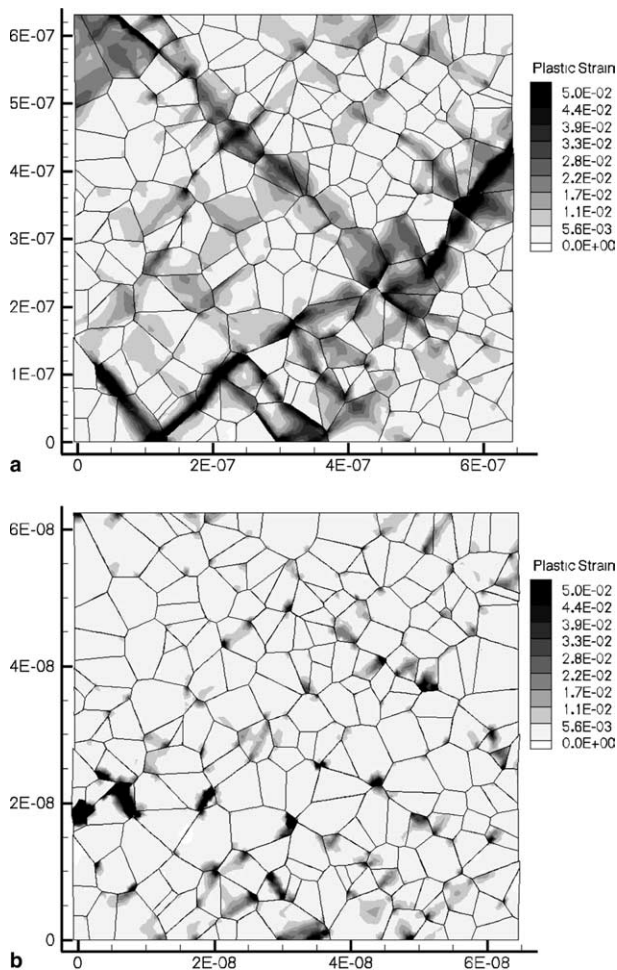 6E-07
5E-07
4E-07
3E-07
2E-07
1E-07
0
a
0 2E-07 4E-07 6E-07
Plastic Strain
5.0E-02
4.4E-02
3.9E-02
3.3E-02
2.8E-02
2.2E-02
1.7E-02
1.1E-02
5.6E-03
0.0E+00
6E-08
4E-08
2E-08
0
b
0 2E-08 4E-08 6E-08
Plastic Strain
5.0E-02
4.4E-02
3.9E-02
3.3E-02
2.8E-02
2.2E-02
1.7E-02
1.1E-02
5.6E-03
0.0E+00